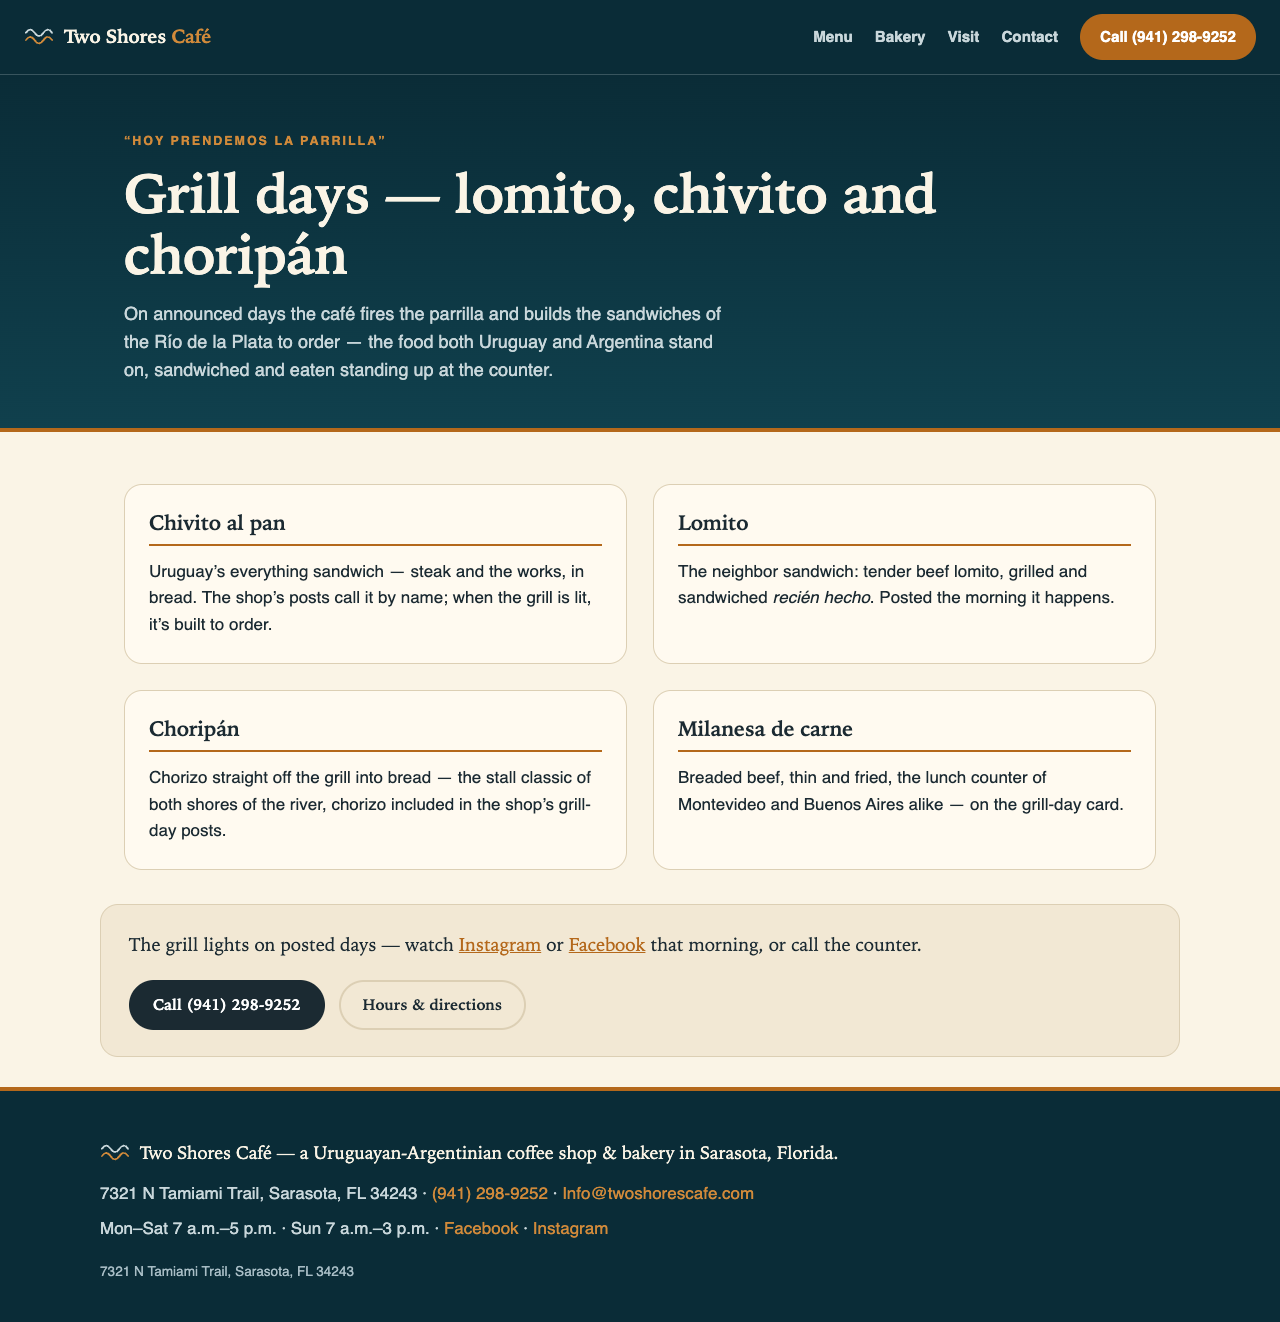 Two Shores Café
Menu
Bakery
Visit
Contact
Call (941) 298-9252
“HOY PRENDEMOS LA PARRILLA”
Grill days — lomito, chivito and
choripán
On announced days the café fires the parrilla and builds the sandwiches of
the Río de la Plata to order — the food both Uruguay and Argentina stand
on, sandwiched and eaten standing up at the counter.
Chivito al pan
Uruguay’s everything sandwich — steak and the works, in
bread. The shop’s posts call it by name; when the grill is lit,
it’s built to order.
Lomito
The neighbor sandwich: tender beef lomito, grilled and
sandwiched recién hecho. Posted the morning it happens.
Choripán
Chorizo straight off the grill into bread — the stall classic of
both shores of the river, chorizo included in the shop’s grill-
day posts.
Milanesa de carne
Breaded beef, thin and fried, the lunch counter of
Montevideo and Buenos Aires alike — on the grill-day card.
The grill lights on posted days — watch Instagram or Facebook that morning, or call the counter.
Call (941) 298-9252
Hours & directions
Two Shores Café — a Uruguayan-Argentinian coffee shop & bakery in Sarasota, Florida.
7321 N Tamiami Trail, Sarasota, FL 34243 · (941) 298-9252 · Info@twoshorescafe.com
Mon–Sat 7 a.m.–5 p.m. · Sun 7 a.m.–3 p.m. · Facebook · Instagram
7321 N Tamiami Trail, Sarasota, FL 34243